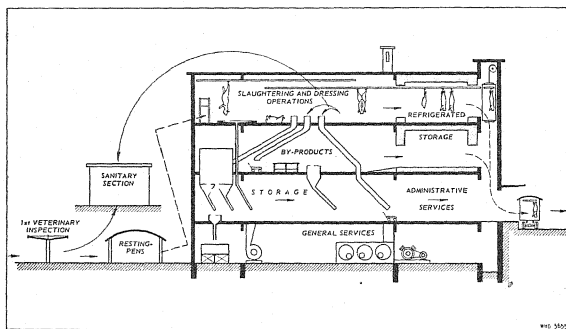 SLAUGHTERING AND DRESSING
OPERATIONS
REFRIGERATED
STORAGE
BY-PRODUCTS
SANITARY
SECTION
STORAGE
ADMINISTRATIVE
SERVICES
1st VETERINARY
INSPECTION
RESTING-
PENS
GENERAL SERVICES